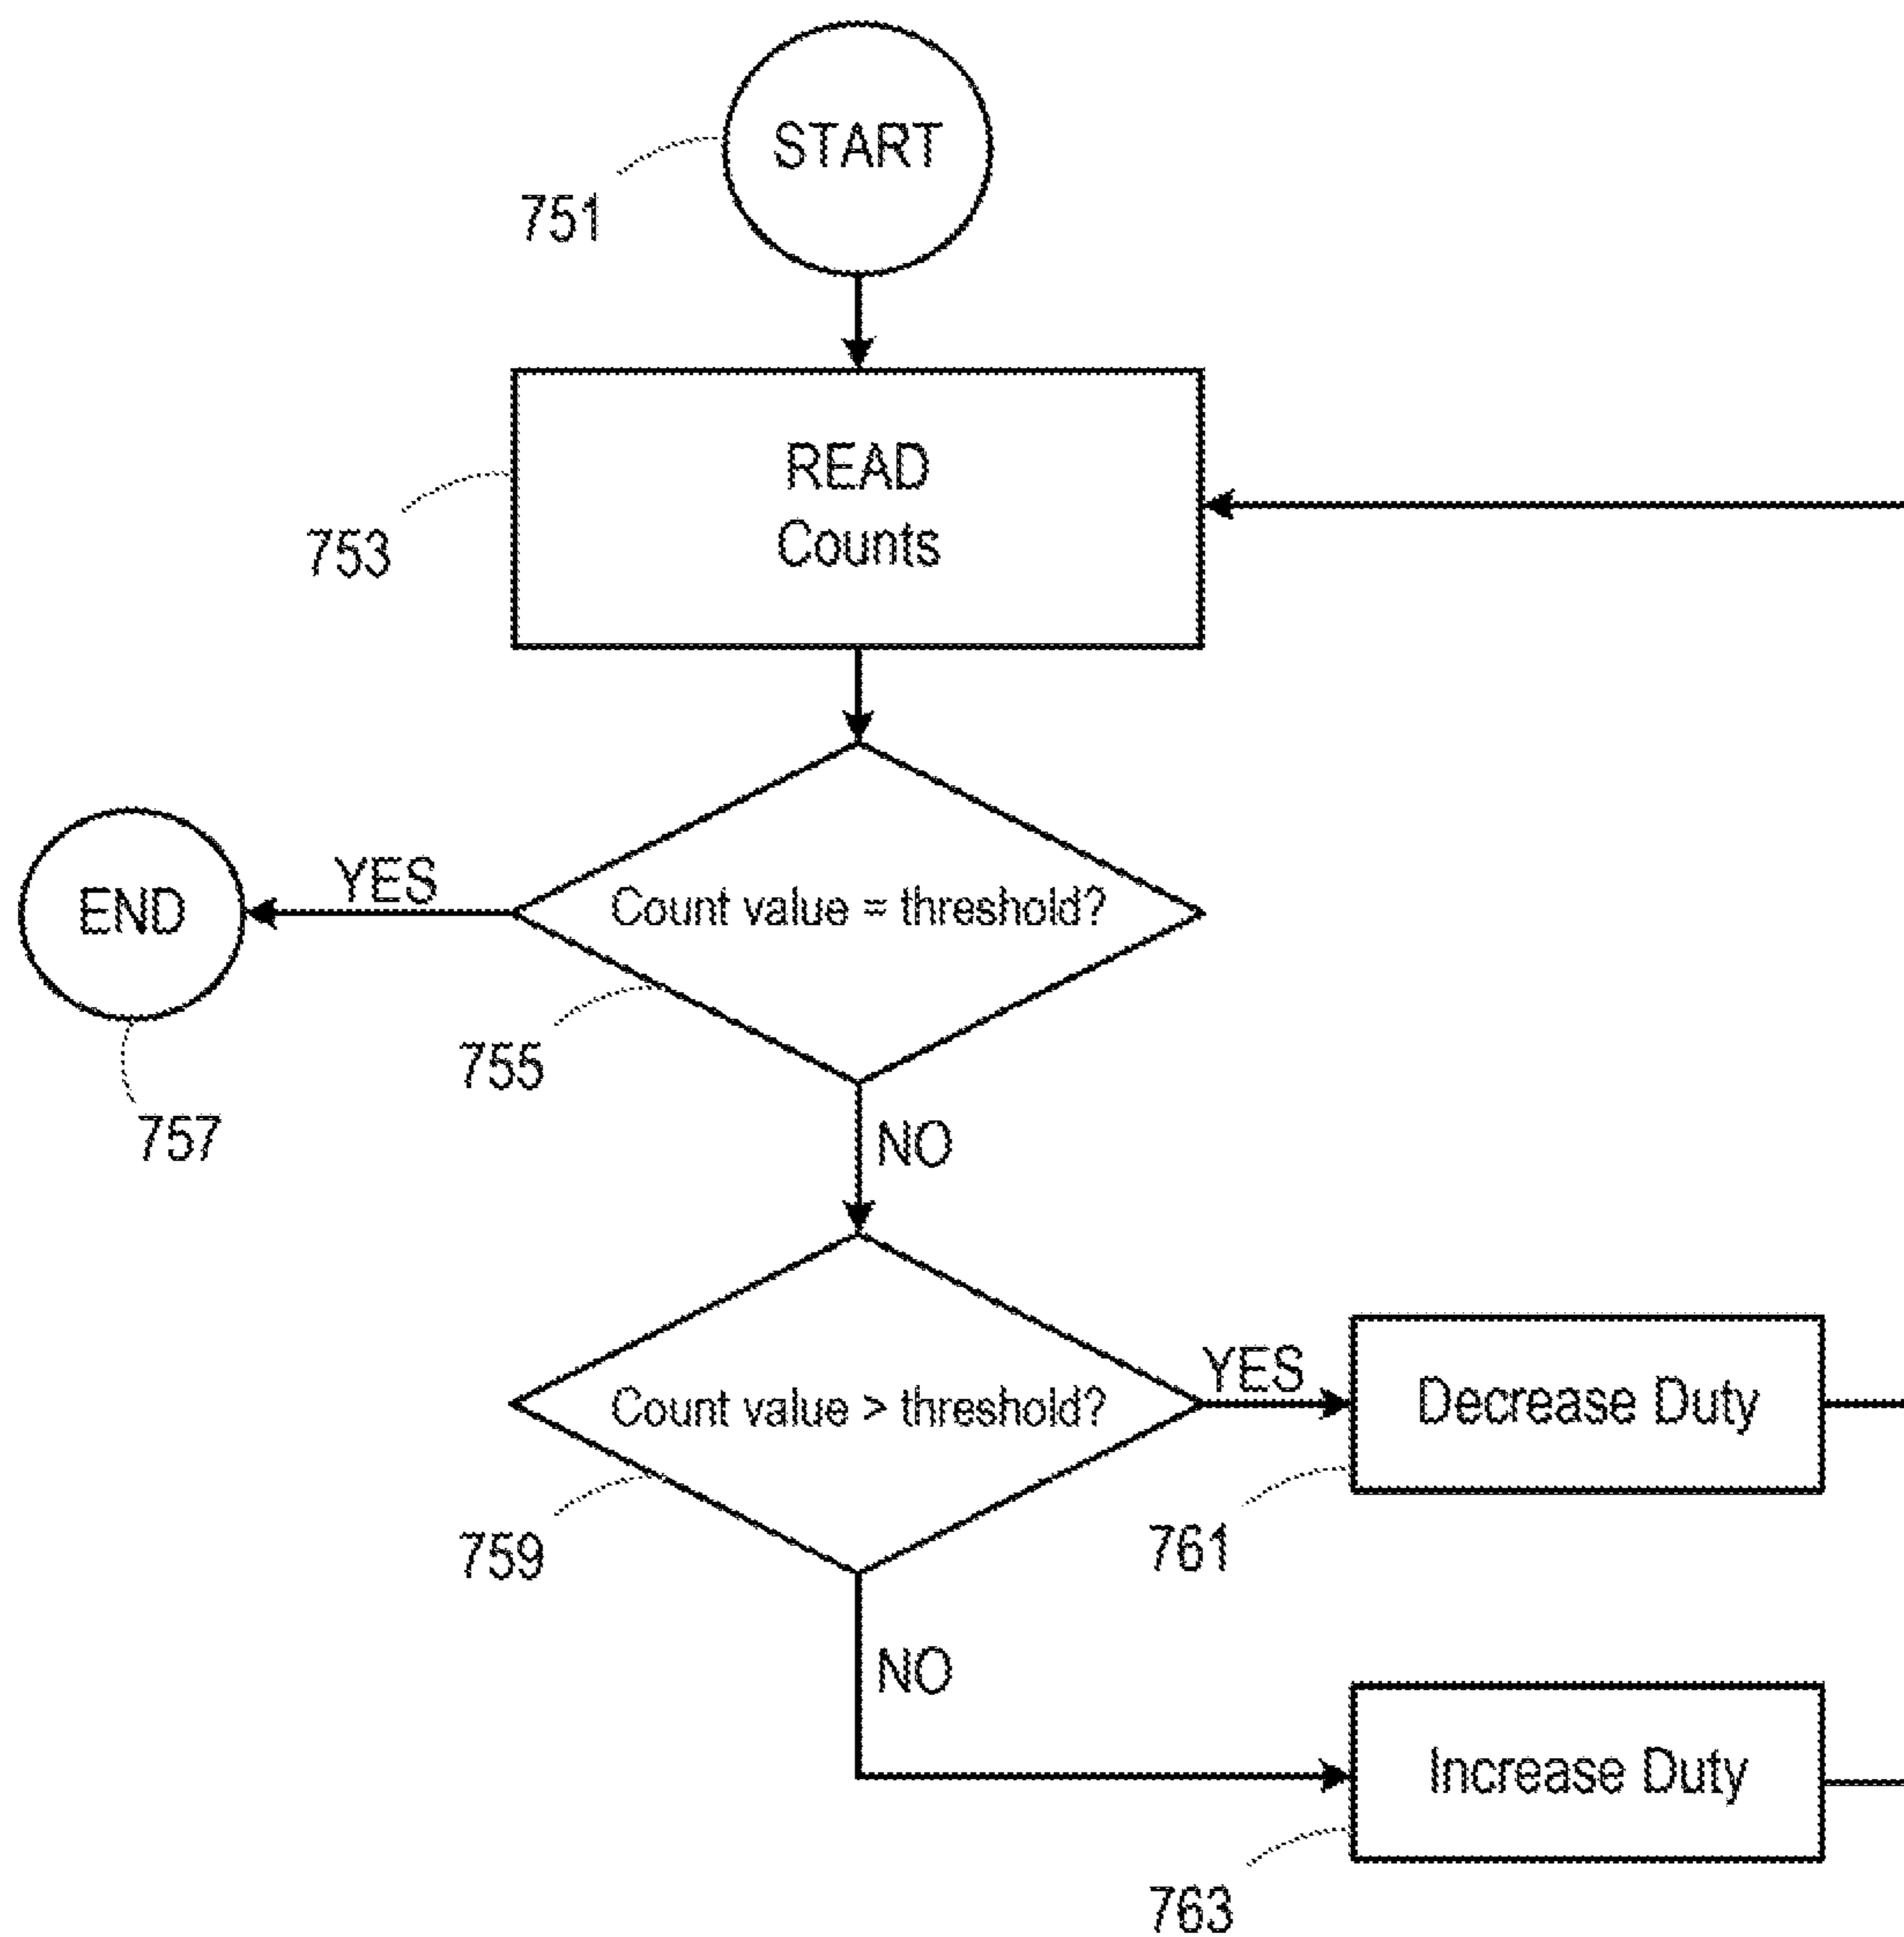 START
751
READ
Counts
753
YES
END
Count value = threshold?
755
757
NO
Count value > threshold?
YES
Decrease Duty
759
761
NO
Increase Duty
763